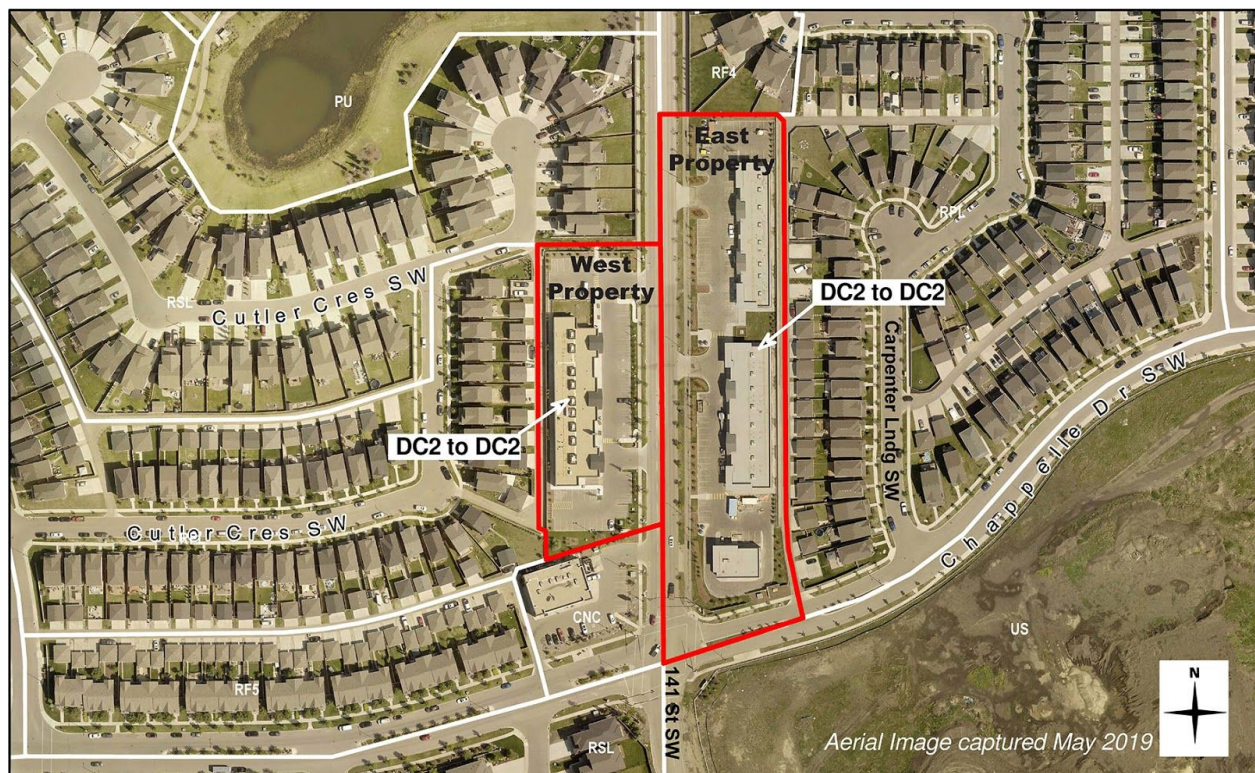 PU
RF4
East
Property
West
Property
RPL
RSL
Cutler Cres SW
DC2 to DC2
DC2 to DC2
Carpenter Lndg SW
Chappelle Dr SW
Cutler Cres SW
CNC
US
RF5
RSL
141 St SW
N
Aerial Image captured May 2019